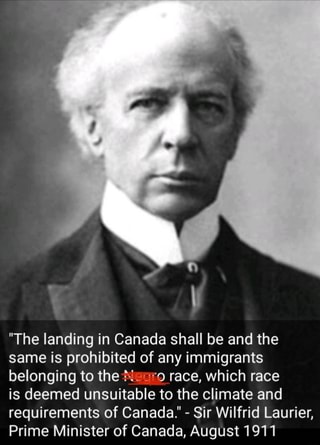 "The landing in Canada shall be and the
same is prohibited of any immigrants
belonging to the Negro race, which race
is deemed unsuitable to the climate and
requirements of Canada." - Sir Wilfrid Laurier,
Prime Minister of Canada, August 1911